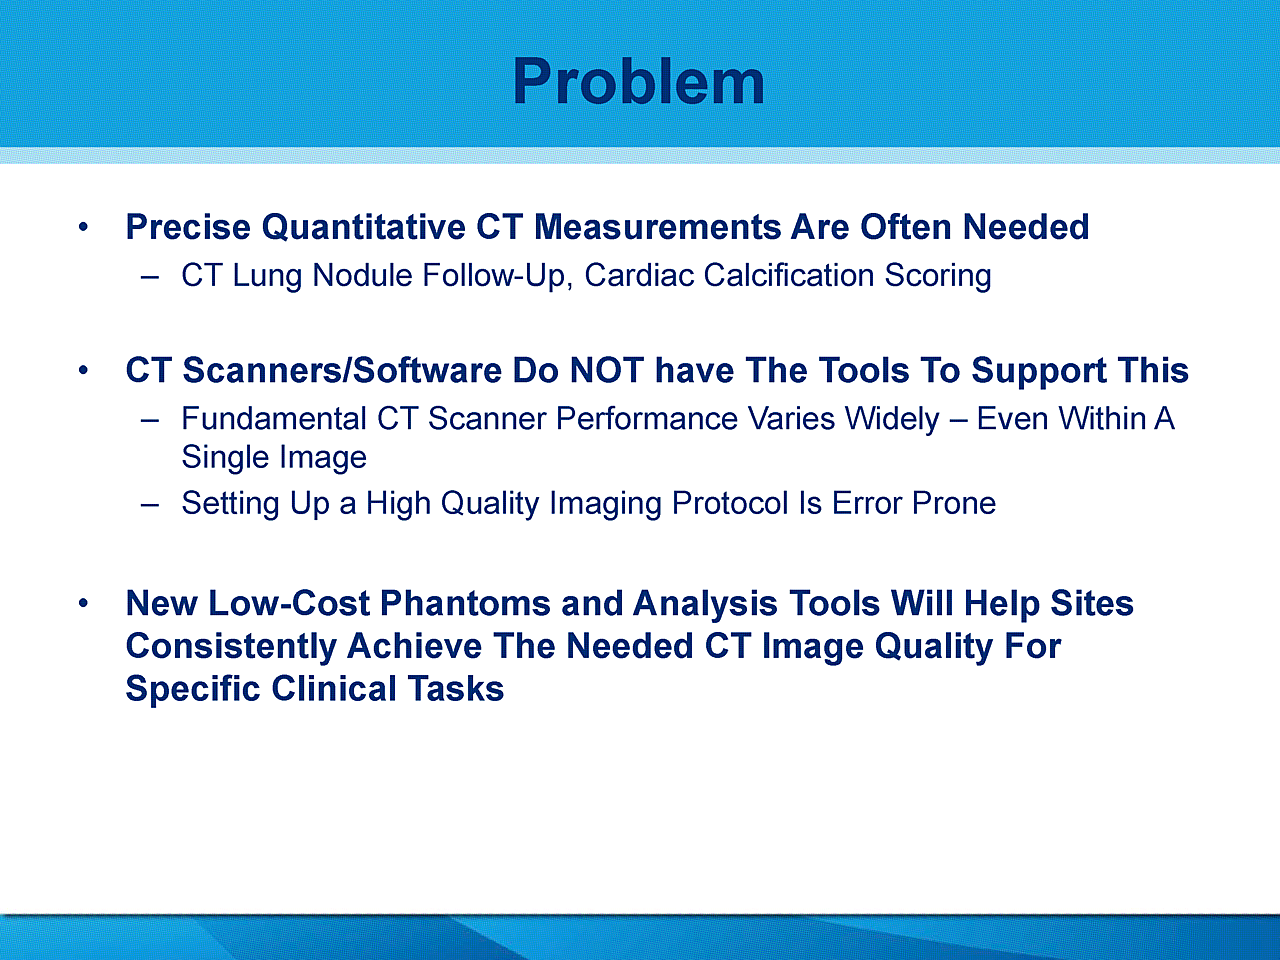 Problem
• Precise Quantitative CT Measurements Are Often Needed
– CT Lung Nodule Follow-Up, Cardiac Calcification Scoring
• CT Scanners/Software Do NOT have The Tools To Support This
– Fundamental CT Scanner Performance Varies Widely – Even Within A
Single Image
– Setting Up a High Quality Imaging Protocol Is Error Prone
• New Low-Cost Phantoms and Analysis Tools Will Help Sites
Consistently Achieve The Needed CT Image Quality For
Specific Clinical Tasks